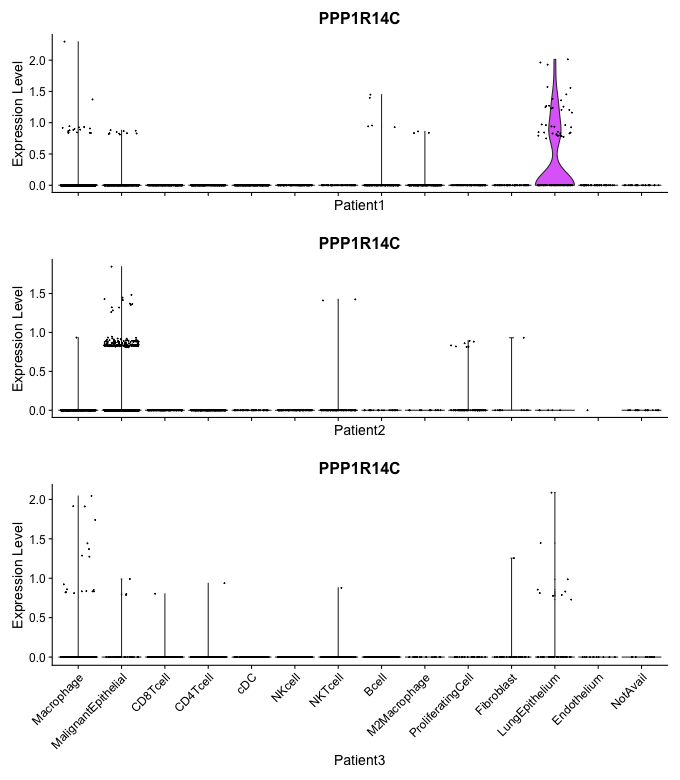 PPP1R14C
Expression Level
2.0
1.5
1.0
0.5
0.0
Patient1
PPP1R14C
Expression Level
1.5
1.0
0.5
0.0
Patient2
PPP1R14C
Expression Level
2.0
1.5
1.0
0.5
0.0
Macrophage
MalignantEpithelial
CD8Tcell
CD4Tcell
cDC
NKcell
NKTcell
Bcell
M2Macrophage
ProliferatingCell
Fibroblast
LungEpithelium
Endothelium
NotAvail
Patient3